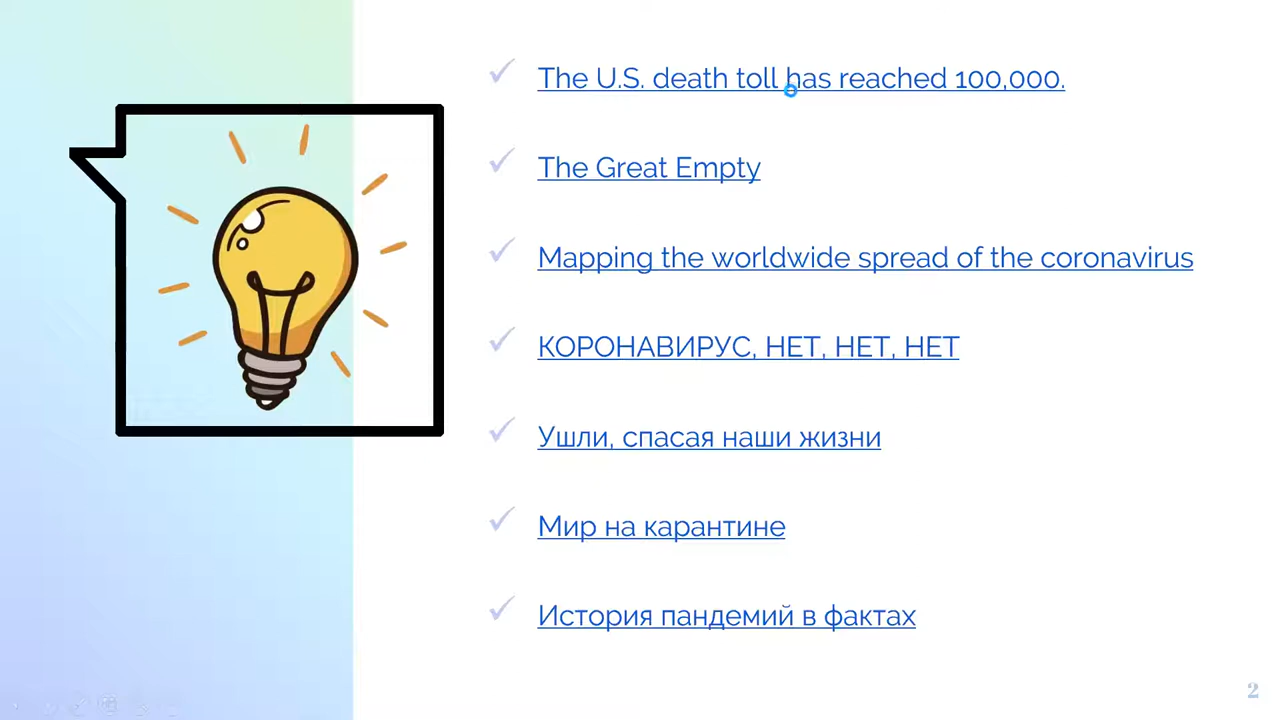 The U.S. death toll has reached 100,000.
The Great Empty
Mapping the worldwide spread of the coronavirus
КОРОНАВИРУС, НЕТ, НЕТ, НЕТ
Ушли, спасая наши жизни
Мир на карантине
История пандемий в фактах
2